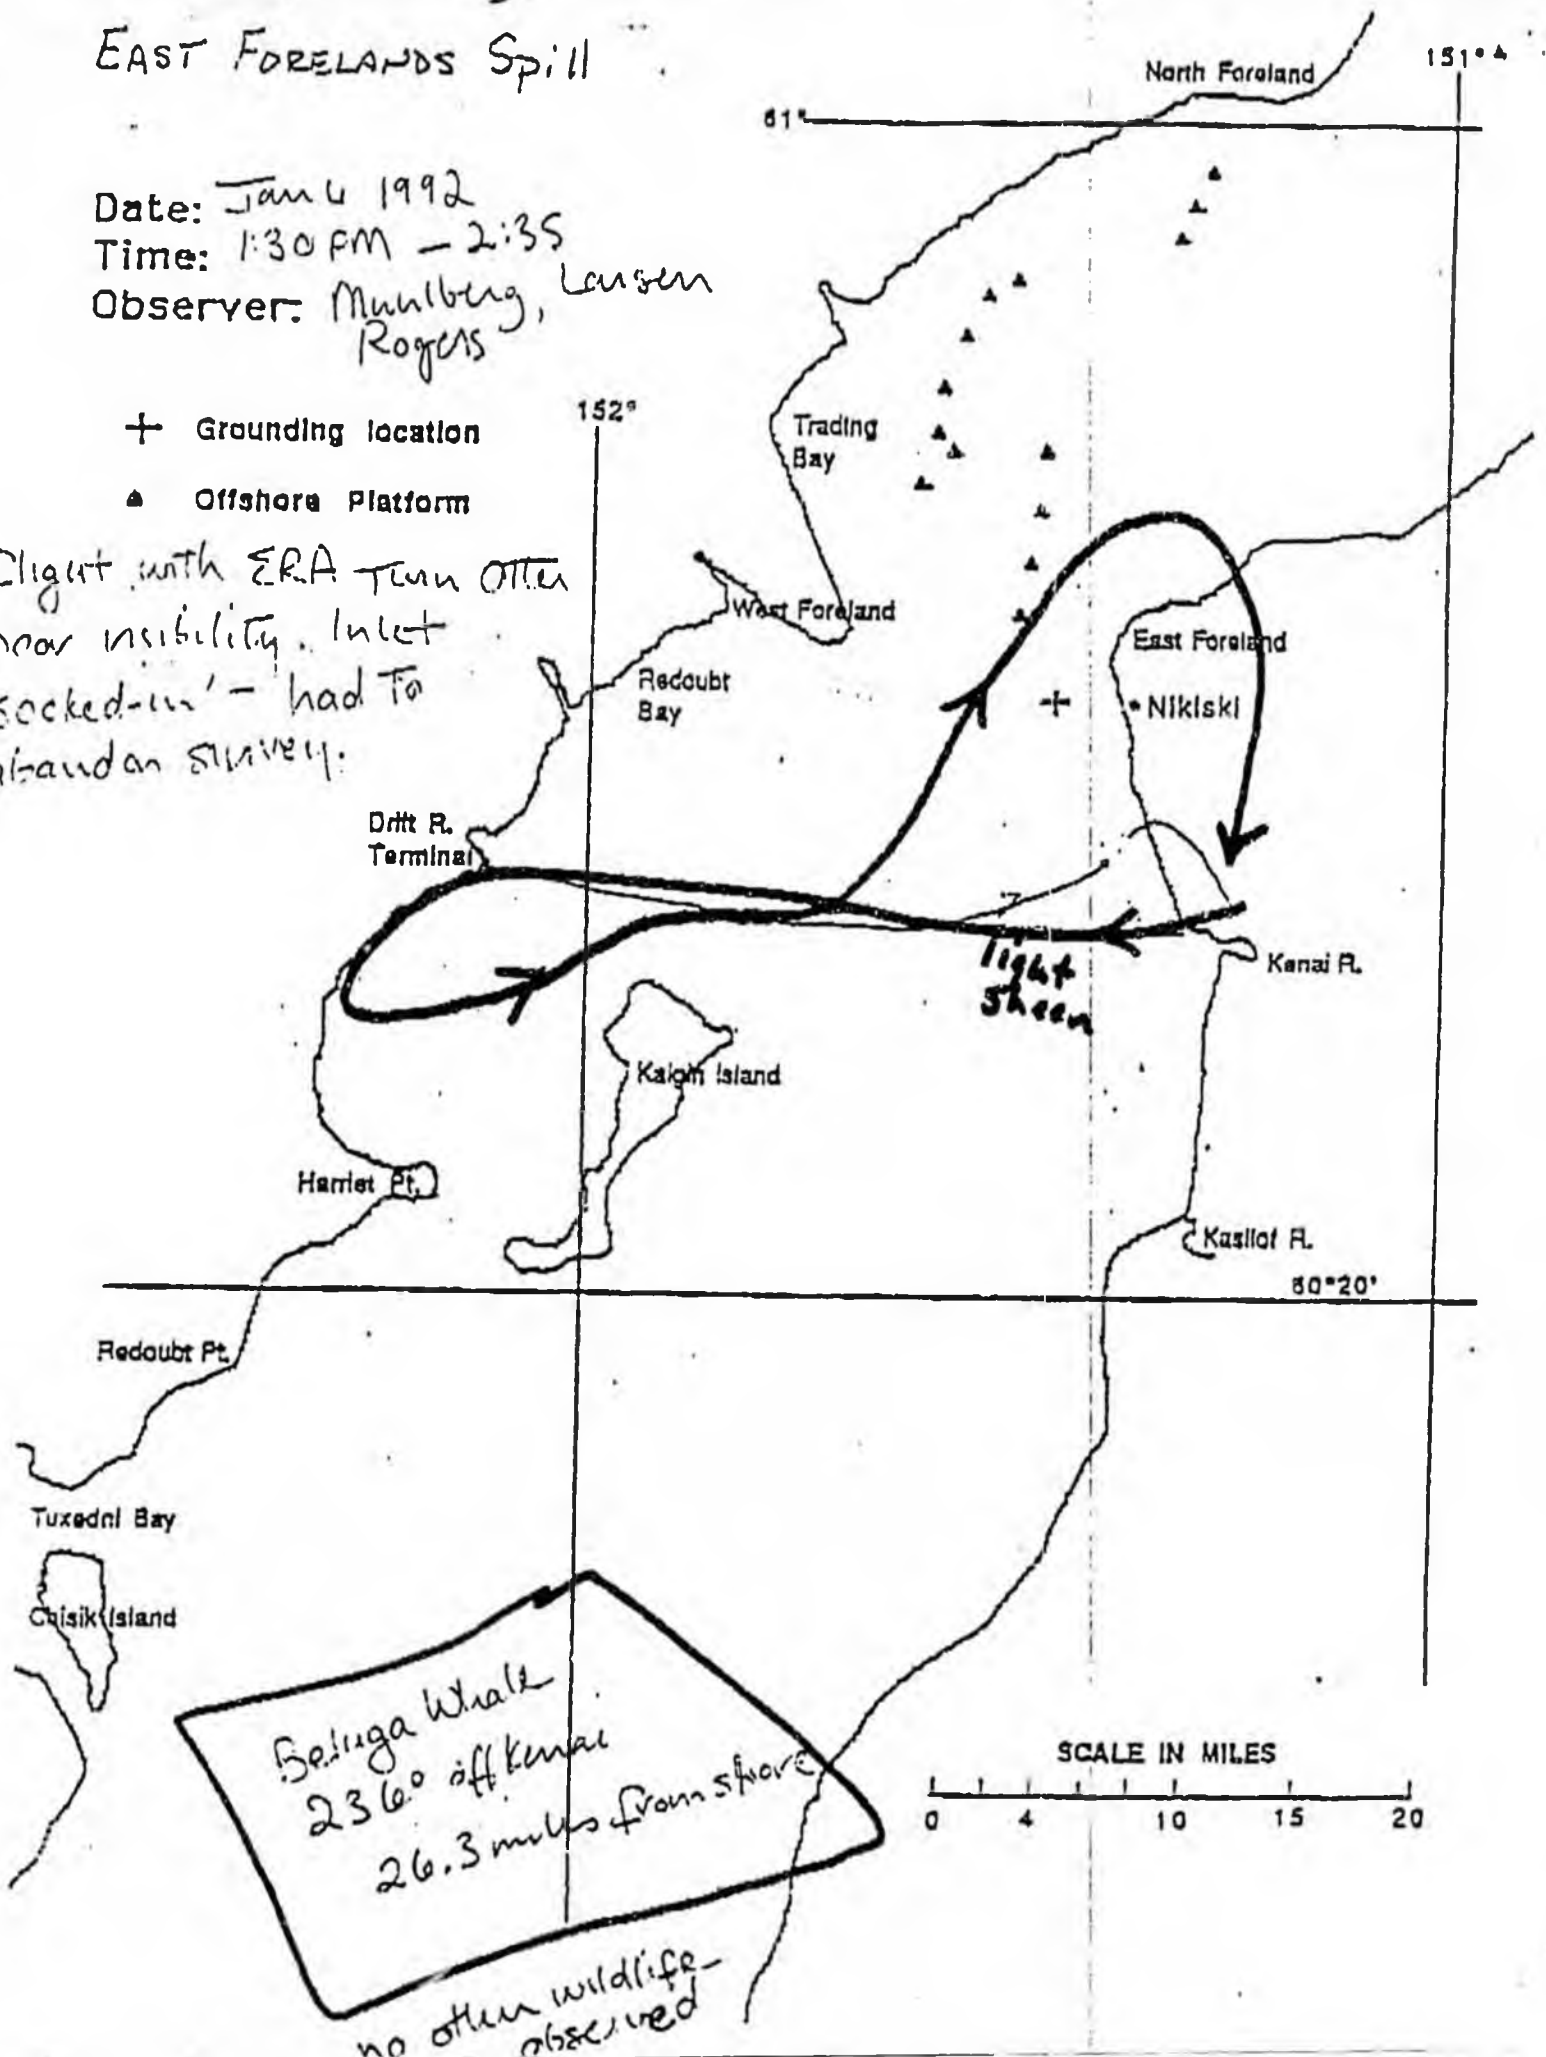 EAST FORELANDS Spill
Date: Jan 6 1992
Time: 1:30 PM - 2:35
Observer: Muhlberg, Larsen
Rogers
+ Grounding location
▲ Offshore Platform
with ERA Twin Otter
visibility. Inlet
- had To
survey.
North Foreland
151°
61°
152°
Trading
Bay
West Foreland
East Foreland
Redoubt
Bay
Nikiski
Drift R.
Terminal
light
sheen
Kenai R.
Kalgin Island
Harriet Pt.
Kasilof R.
60°20'
Redoubt Pt.
Tuxedni Bay
Chisik Island
Beluga Whale
236° off Kenai
26.3 miles from shore
no other wildlife
observed
SCALE IN MILES
0 4 10 15 20